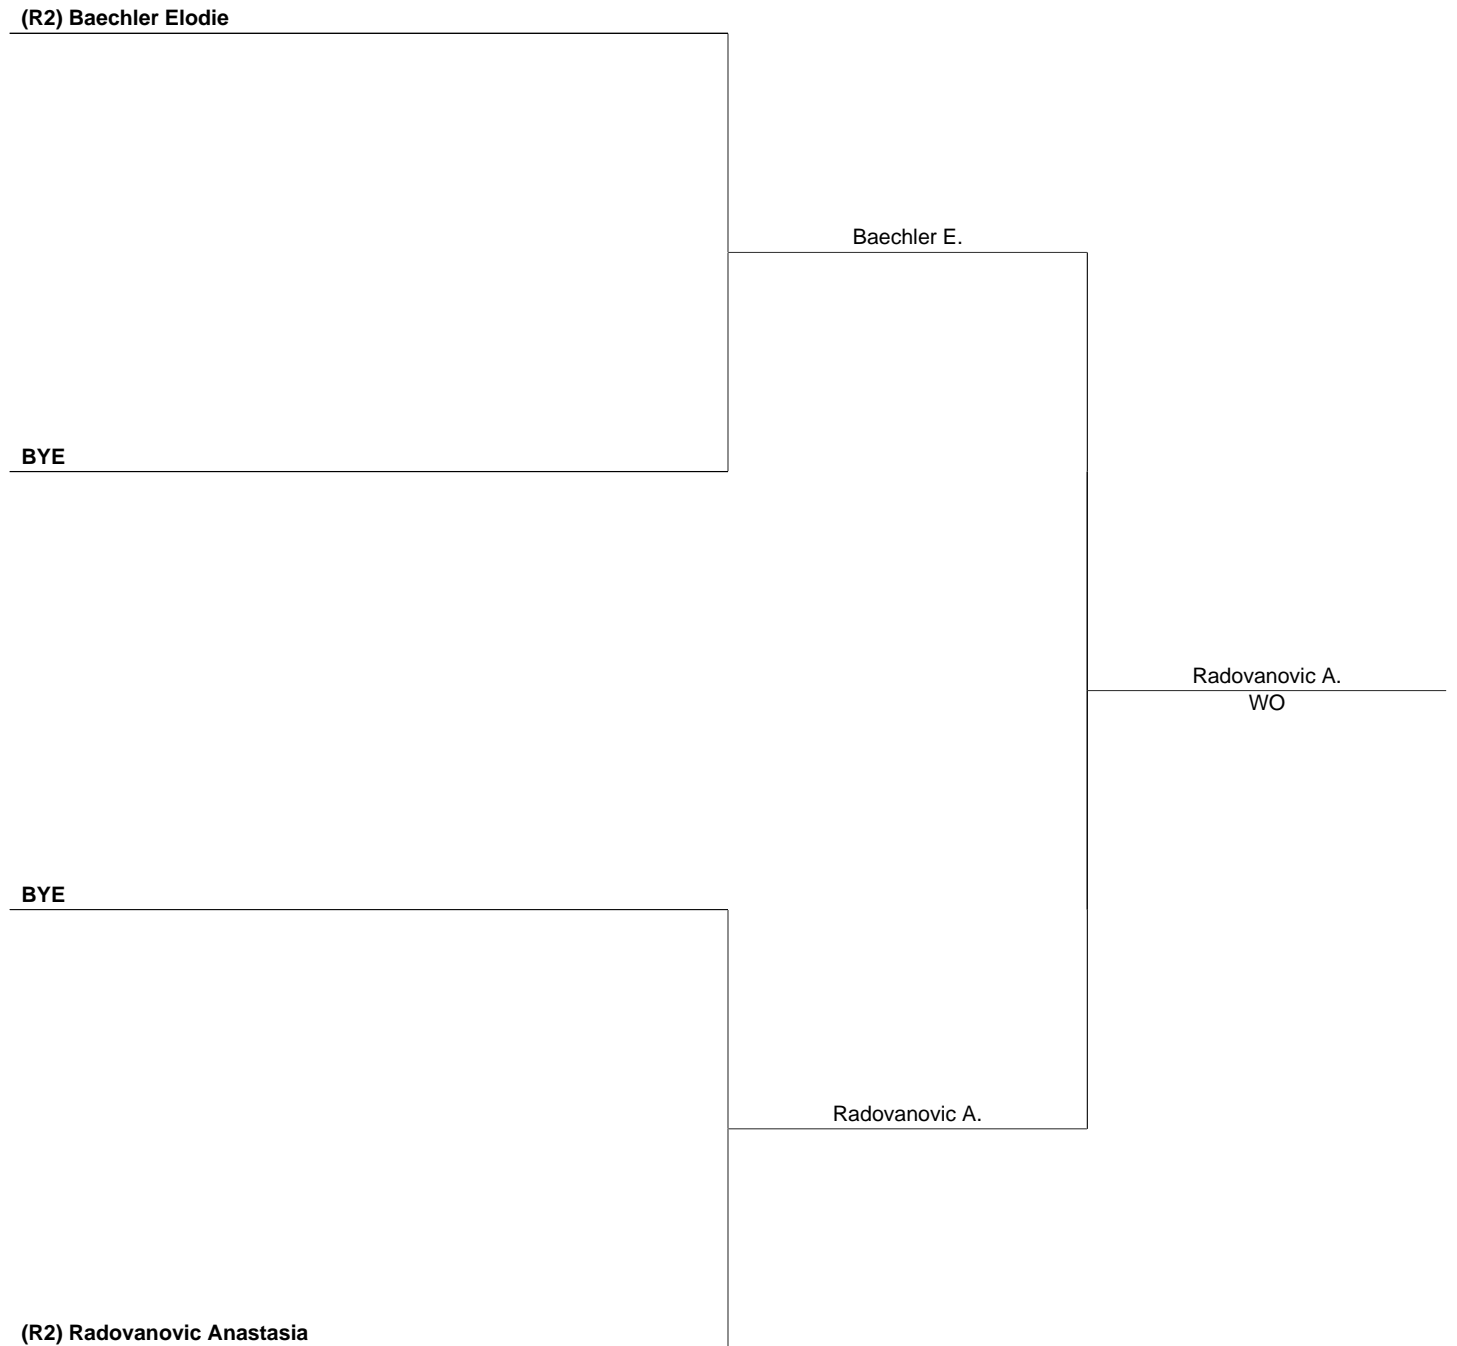 (R2) Baechler Elodie
Baechler E.
BYE
Radovanovic A.
WO
BYE
Radovanovic A.
(R2) Radovanovic Anastasia